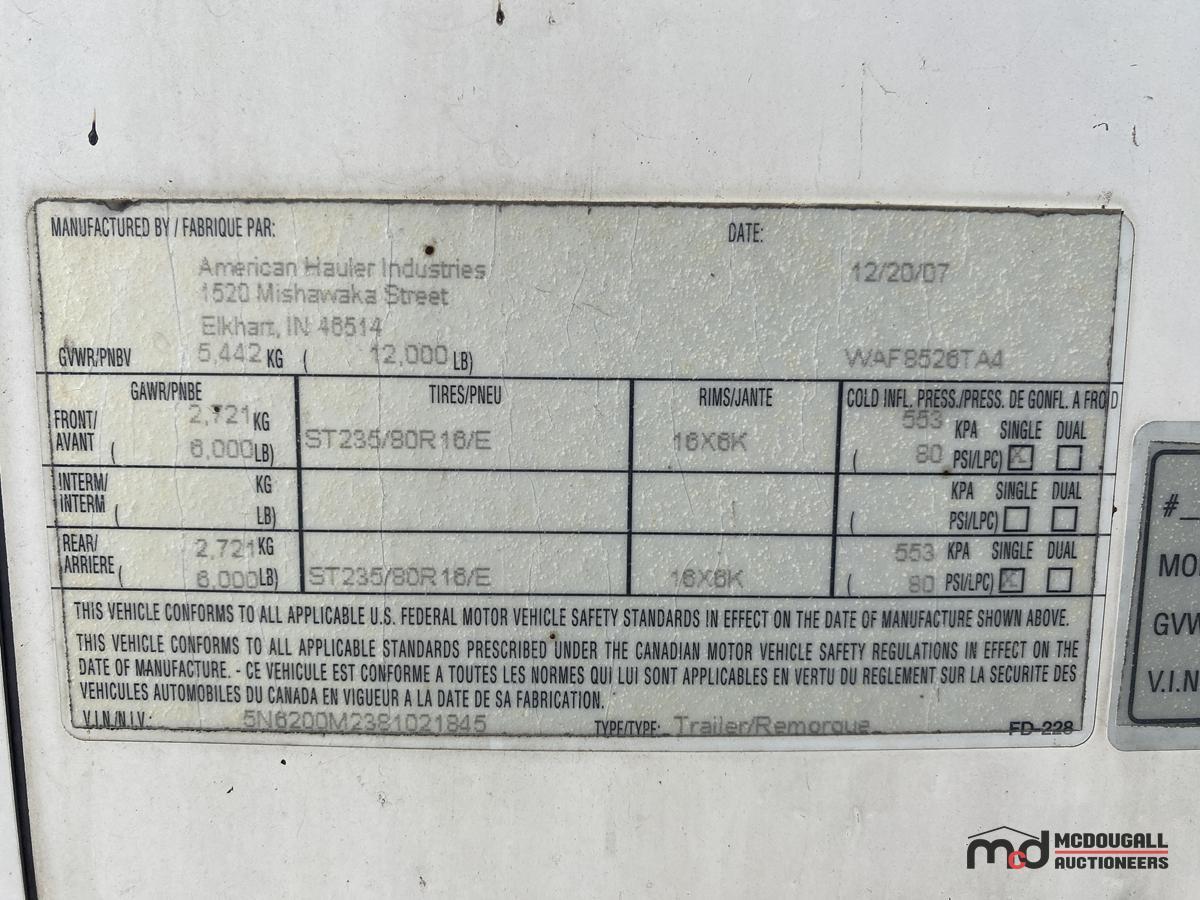 MANUFACTURED BY / FABRIQUE PAR: DATE:
American Hauler Industries 12/20/07
1520 Mishawaka Street
Elkhart, IN 46514
GVWR/PNBV 5,442 KG ( 12,000 LB) WAF8526TA4
GAWR/PNBE TIRES/PNEU RIMS/JANTE COLD INFL. PRESS./PRESS. DE GONFL. A FROID
FRONT/ 2,721 KG 553 KPA SINGLE DUAL
AVANT ( 6,000 LB) ST235/80R16/E 16X6K ( 80 PSI/LPC) X
INTERM/ KG KPA SINGLE DUAL
INTERM ( LB) ( PSI/LPC)
REAR/ 2,721 KG 553 KPA SINGLE DUAL
ARRIERE ( 6,000 LB) ST235/80R16/E 16X6K ( 80 PSI/LPC) X
THIS VEHICLE CONFORMS TO ALL APPLICABLE U.S. FEDERAL MOTOR VEHICLE SAFETY STANDARDS IN EFFECT ON THE DATE OF MANUFACTURE SHOWN ABOVE.
THIS VEHICLE CONFORMS TO ALL APPLICABLE STANDARDS PRESCRIBED UNDER THE CANADIAN MOTOR VEHICLE SAFETY REGULATIONS IN EFFECT ON THE
DATE OF MANUFACTURE. - CE VEHICULE EST CONFORME A TOUTES LES NORMES QUI LUI SONT APPLICABLES EN VERTU DU REGLEMENT SUR LA SECURITE DES
VEHICULES AUTOMOBILES DU CANADA EN VIGUEUR A LA DATE DE SA FABRICATION.
V.I.N./N.I.V.: 5N6200M2381021845 TYPE/TYPE: Trailer/Remorque FD-228
#
MO
GVW
V.I.N
mcd MCDOUGALL
AUCTIONEERS